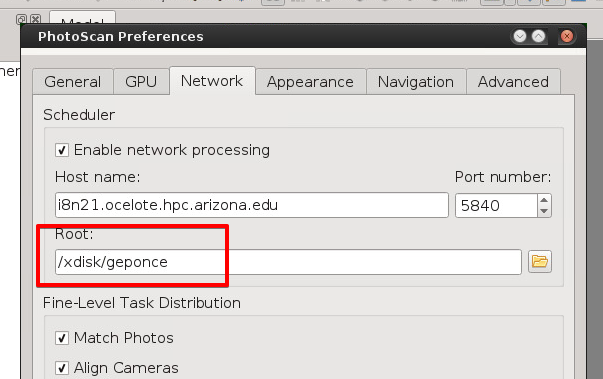 Model
PhotoScan Preferences
General GPU Network Appearance Navigation Advanced
Scheduler
Enable network processing
Host name: Port number:
i8n21.ocelote.hpc.arizona.edu 5840
Root:
/xdisk/geponce
Fine-Level Task Distribution
Match Photos
Align Cameras